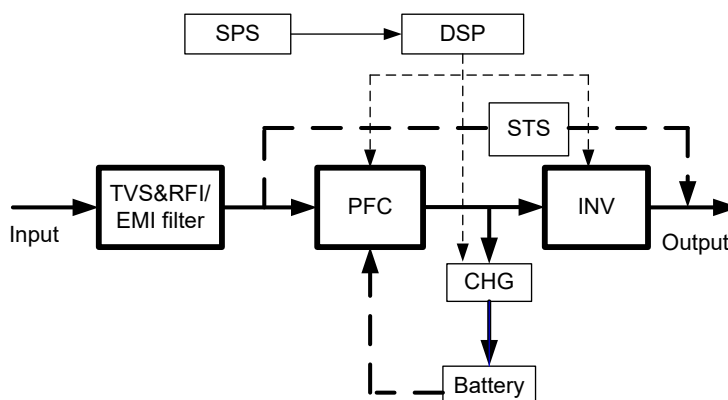 SPS
DSP
STS
TVS&RFI/
EMI filter
PFC
INV
Input
Output
CHG
Battery